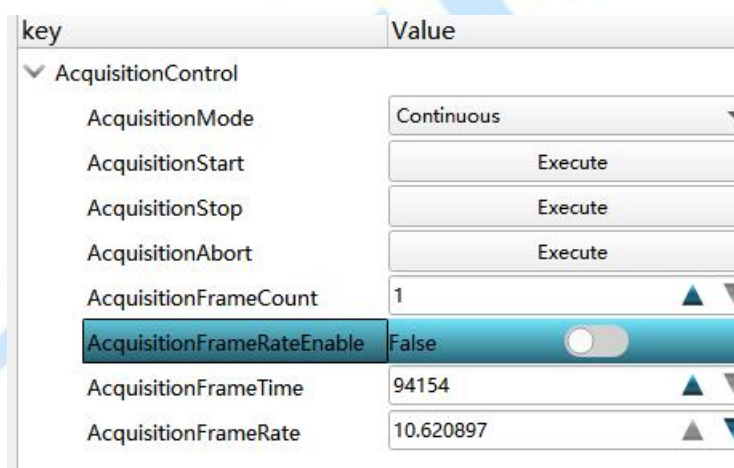 key Value
AcquisitionControl
AcquisitionMode Continuous
AcquisitionStart Execute
AcquisitionStop Execute
AcquisitionAbort Execute
AcquisitionFrameCount 1
AcquisitionFrameRateEnable False
AcquisitionFrameTime 94154
AcquisitionFrameRate 10.620897